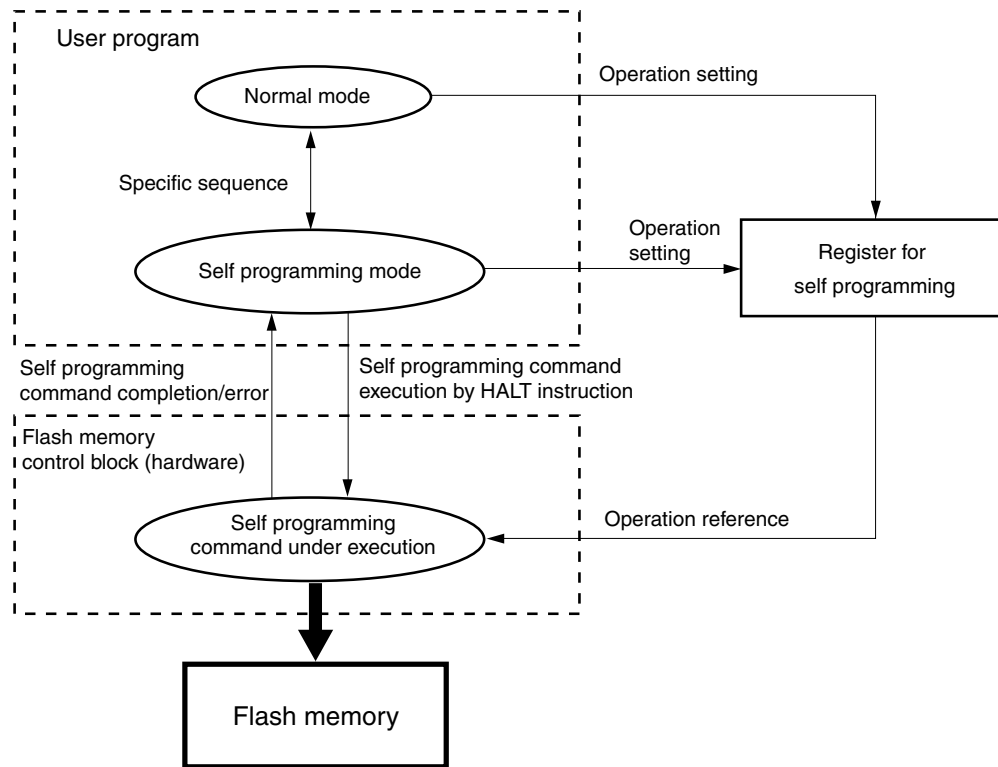 User program
Normal mode
Operation setting
Specific sequence
Operation
setting
Self programming mode
Register for
self programming
Self programming
command completion/error
Self programming command
execution by HALT instruction
Flash memory
control block (hardware)
Self programming
command under execution
Operation reference
Flash memory